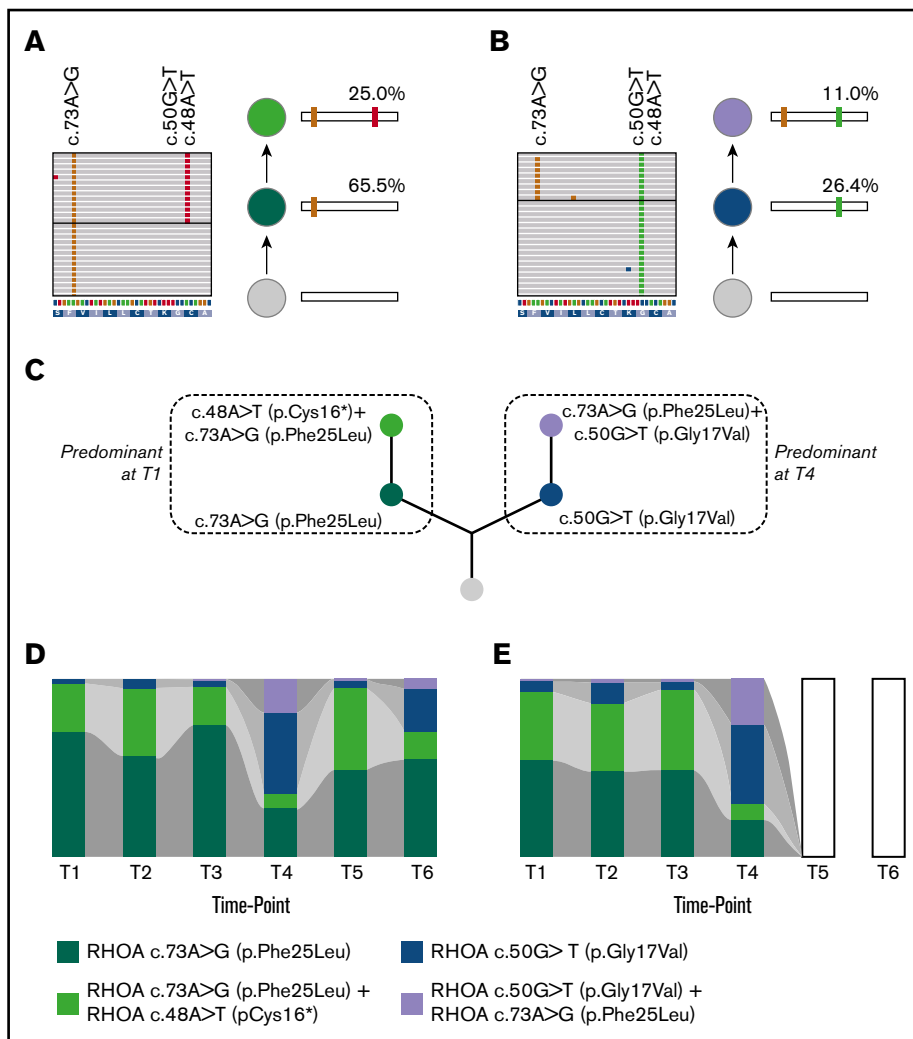 A
c.73A>G
c.50G>T
c.48A>T
25.0%
65.5%
S F V I L L C T K G C A
B
c.73A>G
c.50G>T
c.48A>T
11.0%
26.4%
S F V I L L C T K G C A
C
c.48A>T (p.Cys16*)+
c.73A>G (p.Phe25Leu)
Predominant
at T1
c.73A>G (p.Phe25Leu)
c.73A>G (p.Phe25Leu)+
c.50G>T (p.Gly17Val)
Predominant
at T4
c.50G>T (p.Gly17Val)
D
T1 T2 T3 T4 T5 T6
Time-Point
E
T1 T2 T3 T4 T5 T6
Time-Point
RHOA c.73A>G (p.Phe25Leu)
RHOA c.50G> T (p.Gly17Val)
RHOA c.73A>G (p.Phe25Leu) +
RHOA c.48A>T (pCys16*)
RHOA c.50G>T (p.Gly17Val) +
RHOA c.73A>G (p.Phe25Leu)